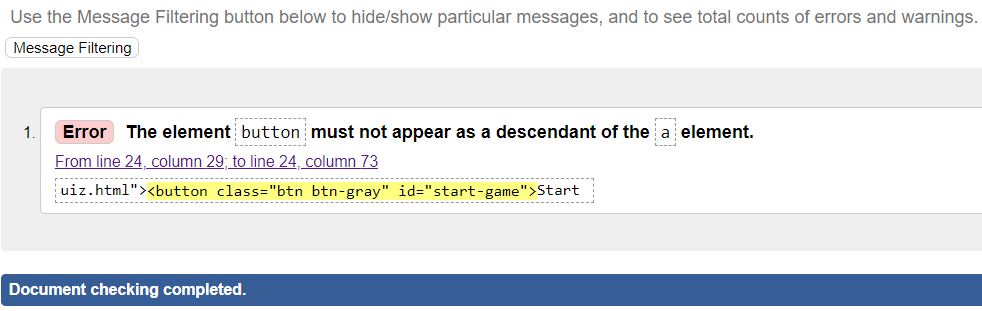 Use the Message Filtering button below to hide/show particular messages, and to see total counts of errors and warnings.
Message Filtering
1. Error The element button must not appear as a descendant of the a element.
From line 24, column 29; to line 24, column 73
uiz.html"><button class="btn btn-gray" id="start-game">Start
Document checking completed.